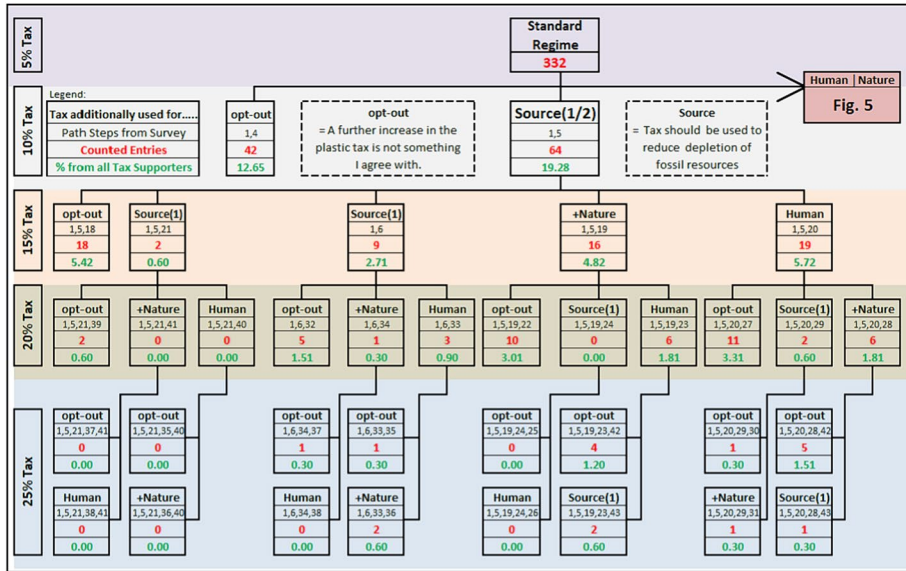 5% Tax
Standard
Regime
332
Human | Nature
Fig. 5
10% Tax
Legend:
Tax additionally used for.....
Path Steps from Survey
Counted Entries
% from all Tax Supporters
opt-out
1,4
42
12.65
opt-out
= A further increase in the
plastic tax is not something
I agree with.
Source(1/2)
1,5
64
19.28
Source
= Tax should be used to
reduce depletion of
fossil resources
15% Tax
opt-out
1,5,18
18
5.42
Source(1)
1,5,21
2
0.60
Source(1)
1,6
9
2.71
+Nature
1,5,19
16
4.82
Human
1,5,20
19
5.72
20% Tax
opt-out
1,5,21,39
2
0.60
+Nature
1,5,21,41
0
0.00
Human
1,5,21,40
0
0.00
opt-out
1,6,32
5
1.51
+Nature
1,6,34
1
0.30
Human
1,6,33
3
0.90
opt-out
1,5,19,22
10
3.01
Source(1)
1,5,19,24
0
0.00
Human
1,5,19,23
6
1.81
opt-out
1,5,20,27
11
3.31
Source(1)
1,5,20,29
2
0.60
+Nature
1,5,20,28
6
1.81
25% Tax
opt-out
1,5,21,37,41
0
0.00
opt-out
1,5,21,35,40
0
0.00
opt-out
1,6,34,37
1
0.30
opt-out
1,6,33,35
1
0.30
opt-out
1,5,19,24,25
0
0.00
opt-out
1,5,19,23,42
4
1.20
opt-out
1,5,20,29,30
1
0.30
opt-out
1,5,20,28,42
5
1.51
Human
1,5,21,38,41
0
0.00
+Nature
1,5,21,36,40
0
0.00
Human
1,6,34,38
0
0.00
+Nature
1,6,33,36
2
0.60
Human
1,5,19,24,26
0
0.00
Source(1)
1,5,19,23,43
2
0.60
+Nature
1,5,20,29,31
1
0.30
Source(1)
1,5,20,28,43
1
0.30